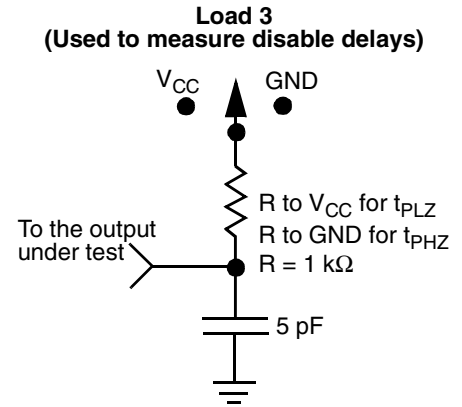 Load 3
(Used to measure disable delays)
VCC
GND
R to VCC for tPLZ
R to GND for tPHZ
R = 1 kΩ
To the output
under test
5 pF